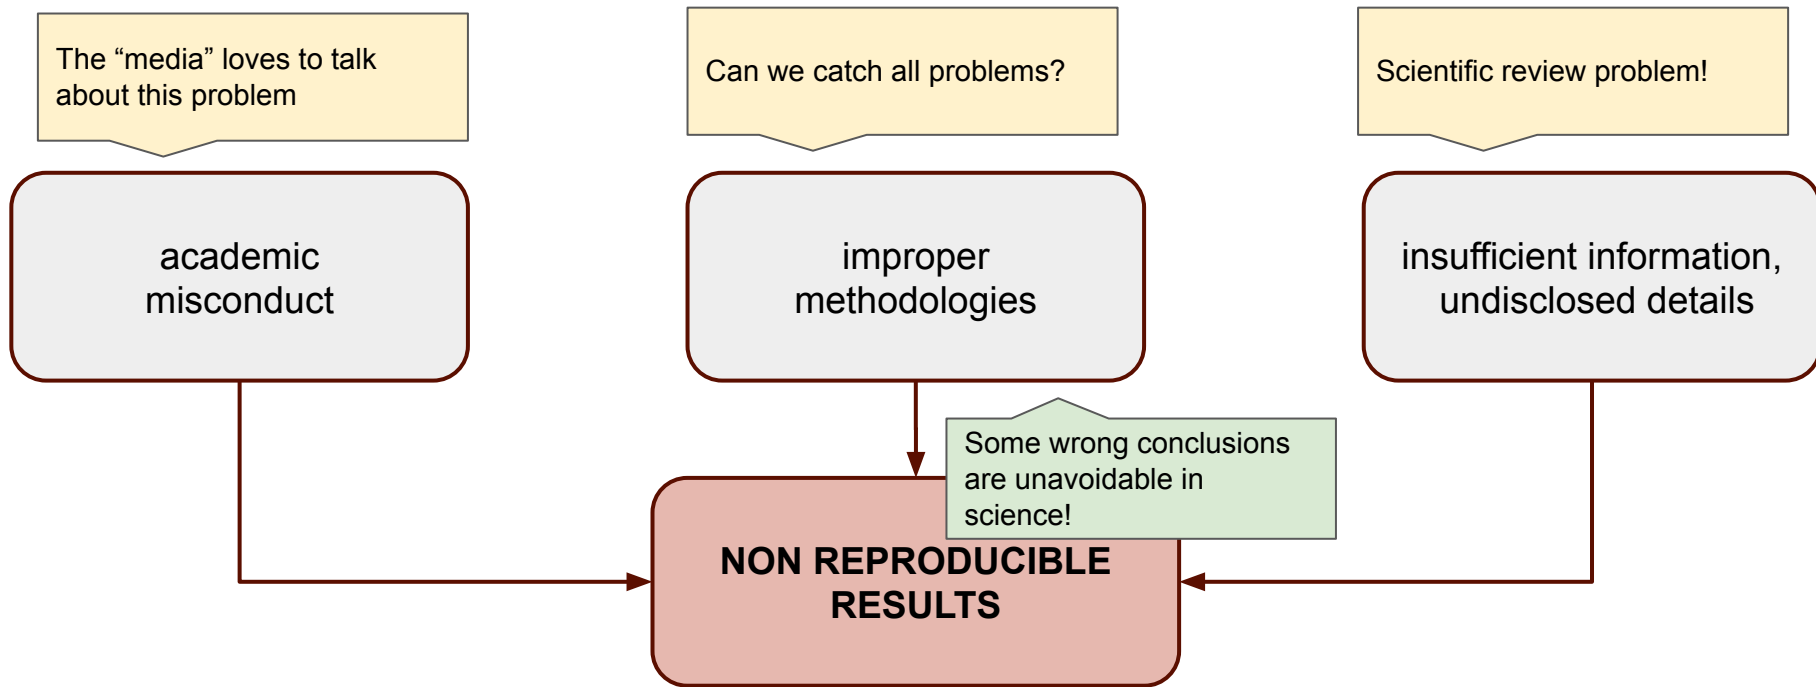 The “media” loves to talk
about this problem
Can we catch all problems?
Scientific review problem!
academic
misconduct
improper
methodologies
insufficient information,
undisclosed details
Some wrong conclusions
are unavoidable in
science!
NON REPRODUCIBLE
RESULTS